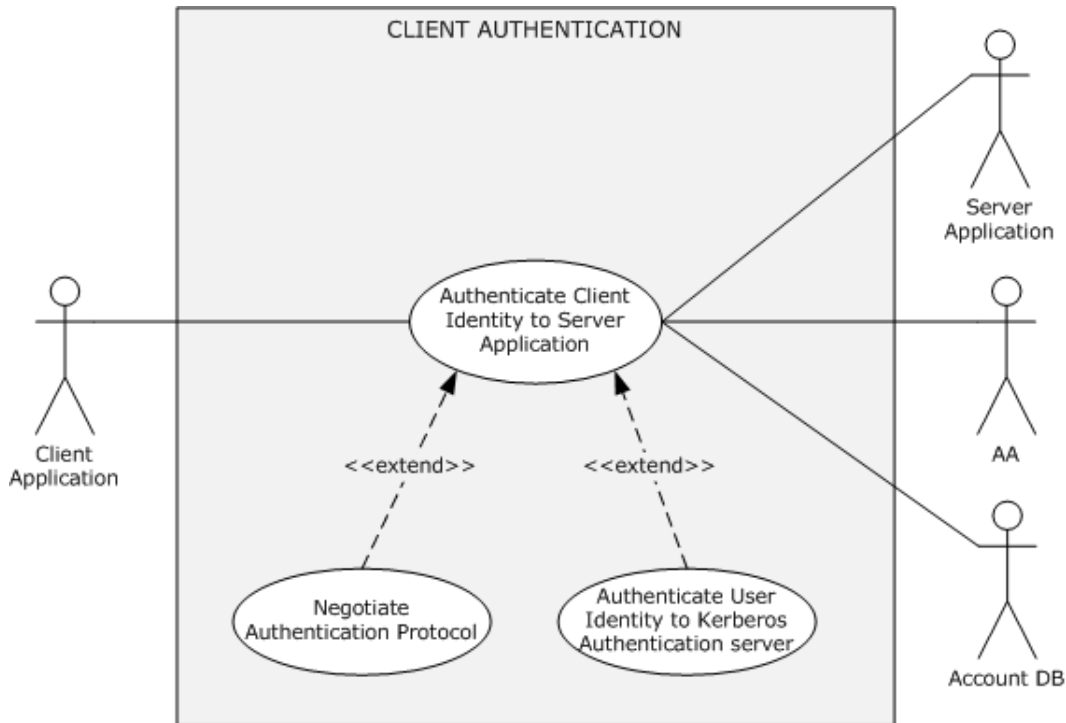 CLIENT AUTHENTICATION
Server
Application
Authenticate Client
Identity to Server
Application
Client
Application
AA
<<extend>>
<<extend>>
Negotiate
Authentication Protocol
Authenticate User
Identity to Kerberos
Authentication server
Account DB